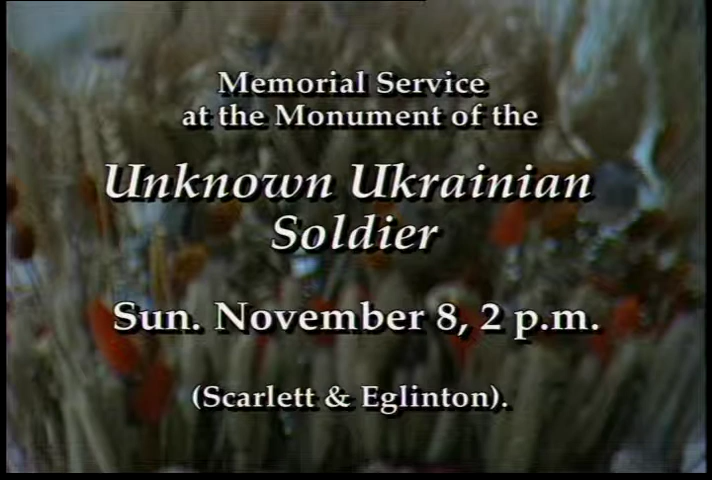 Memorial Service
at the Monument of the
Unknown Ukrainian
Soldier
Sun. November 8, 2 p.m.
(Scarlett & Eglinton).